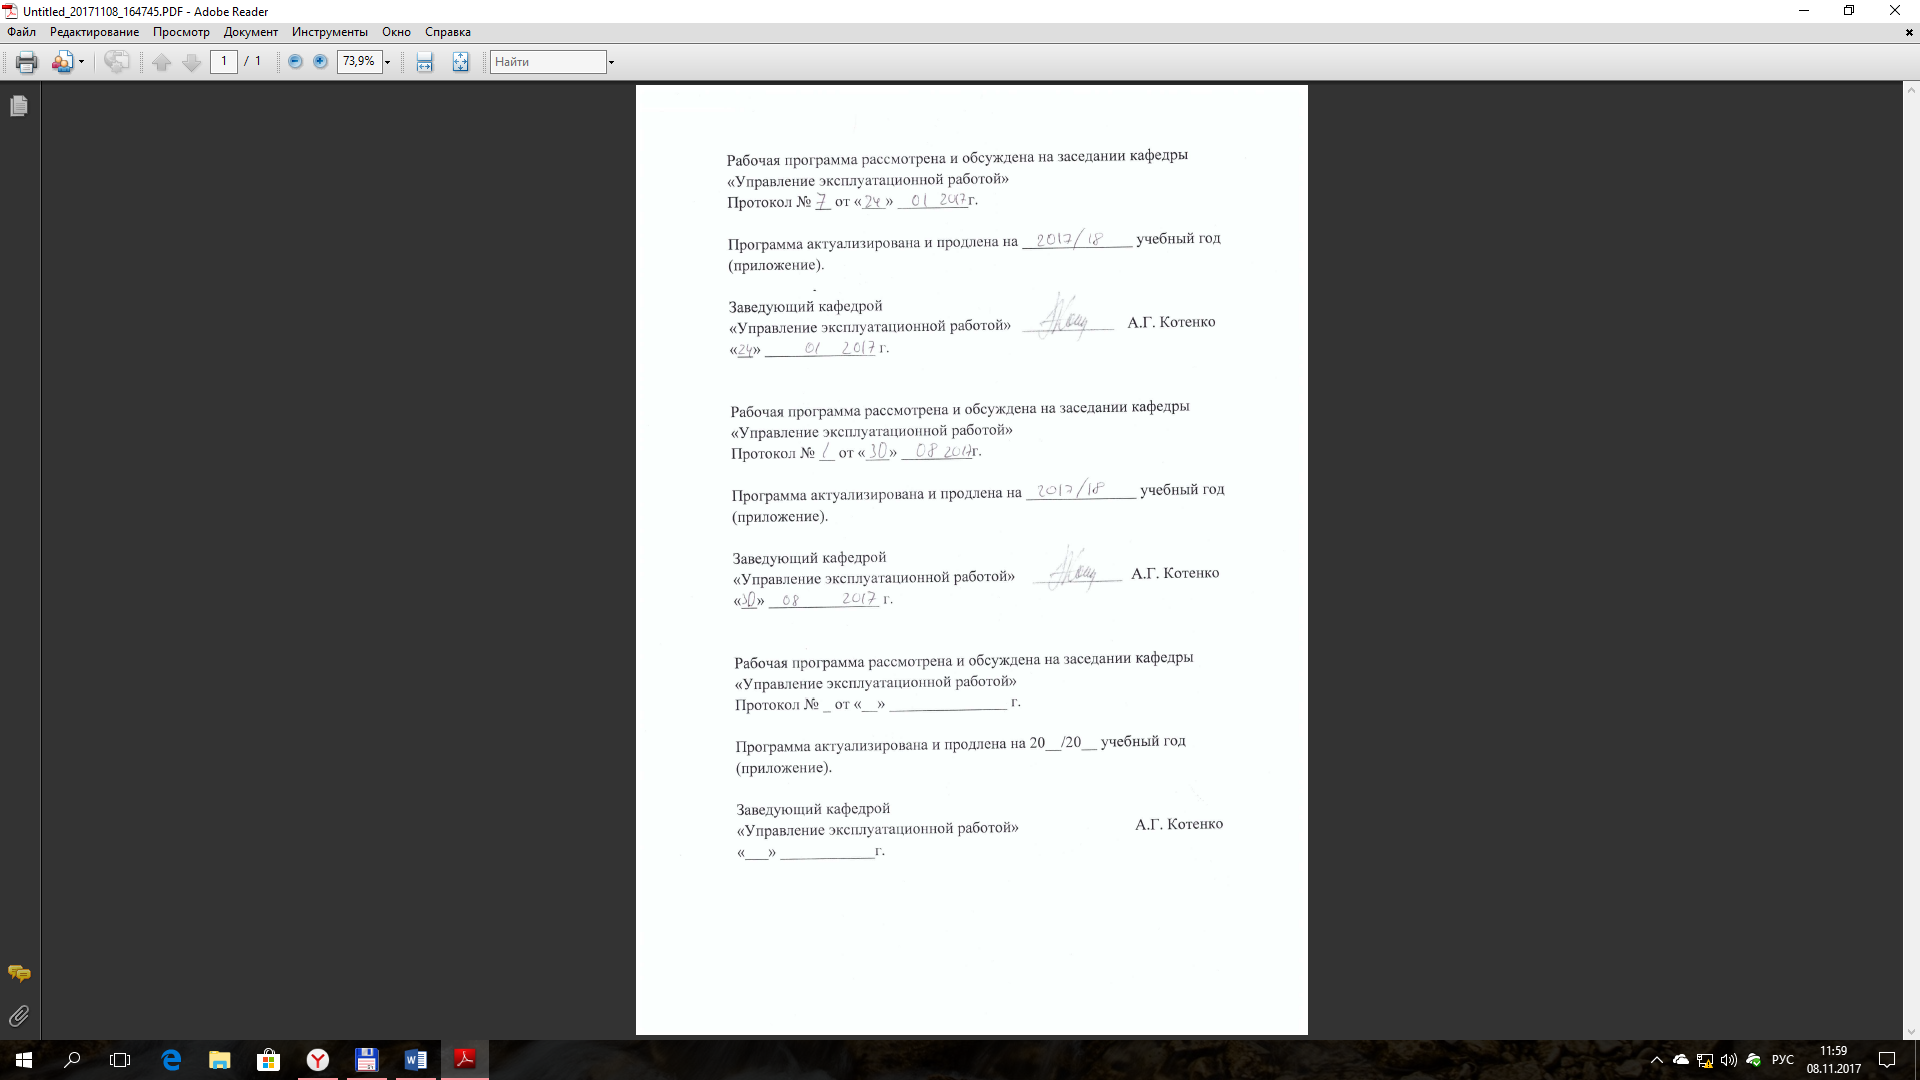 Untitled_20171108_164745.PDF - Adobe Reader
Файл Редактирование Просмотр Документ Инструменты Окно Справка
1 / 1 73,9% Найти
Рабочая программа рассмотрена и обсуждена на заседании кафедры
«Управление эксплуатационной работой»
Протокол № 7 от «24» 01 2017г.
Программа актуализирована и продлена на 2017/18 учебный год
(приложение).
Заведующий кафедрой
«Управление эксплуатационной работой» А.Г. Котенко
«24» 01 2017 г.
Рабочая программа рассмотрена и обсуждена на заседании кафедры
«Управление эксплуатационной работой»
Протокол № 1 от «30» 08 2017г.
Программа актуализирована и продлена на 2017/18 учебный год
(приложение).
Заведующий кафедрой
«Управление эксплуатационной работой» А.Г. Котенко
«30» 08 2017 г.
Рабочая программа рассмотрена и обсуждена на заседании кафедры
«Управление эксплуатационной работой»
Протокол № _ от «__» _______________ г.
Программа актуализирована и продлена на 20__/20__ учебный год
(приложение).
Заведующий кафедрой
«Управление эксплуатационной работой» А.Г. Котенко
«___» ____________г.
РУС
11:59
08.11.2017